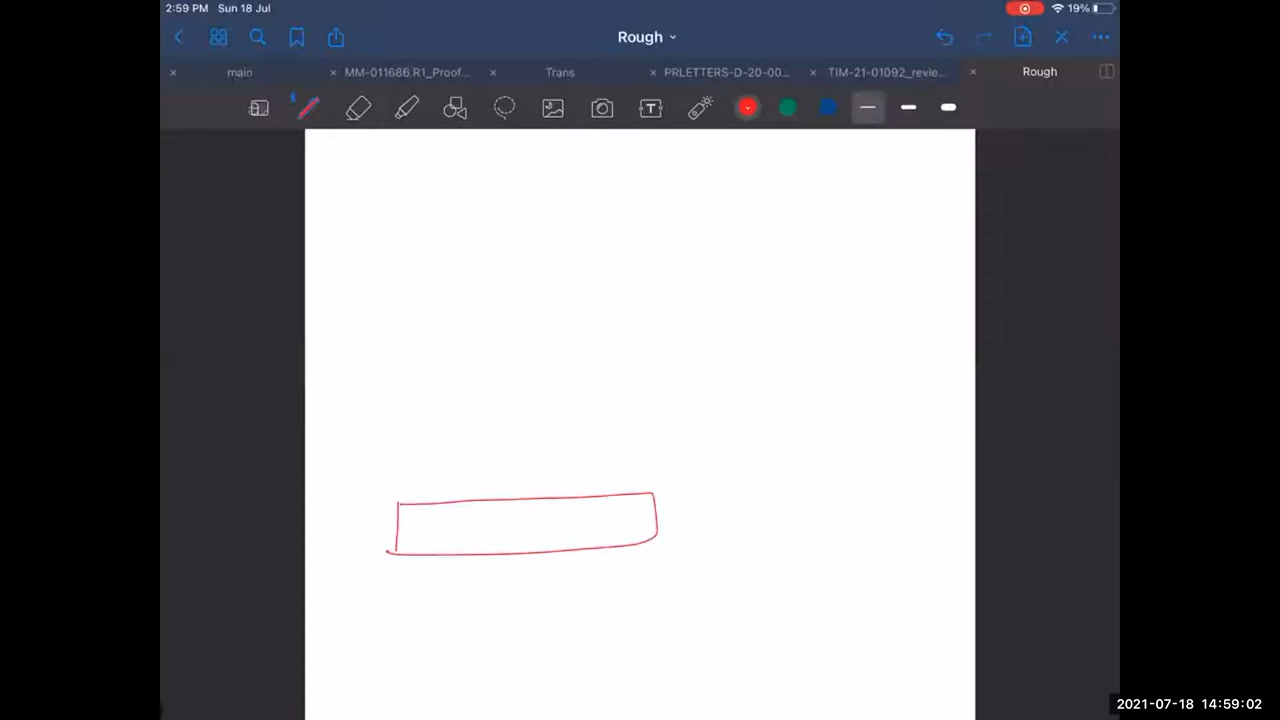 2:59 PM Sun 18 Jul
19%
Rough
main
MM-011686.R1_Proof...
Trans
PRLETTERS-D-20-00...
TIM-21-01092_revie...
Rough
T
2021-07-18 14:59:02